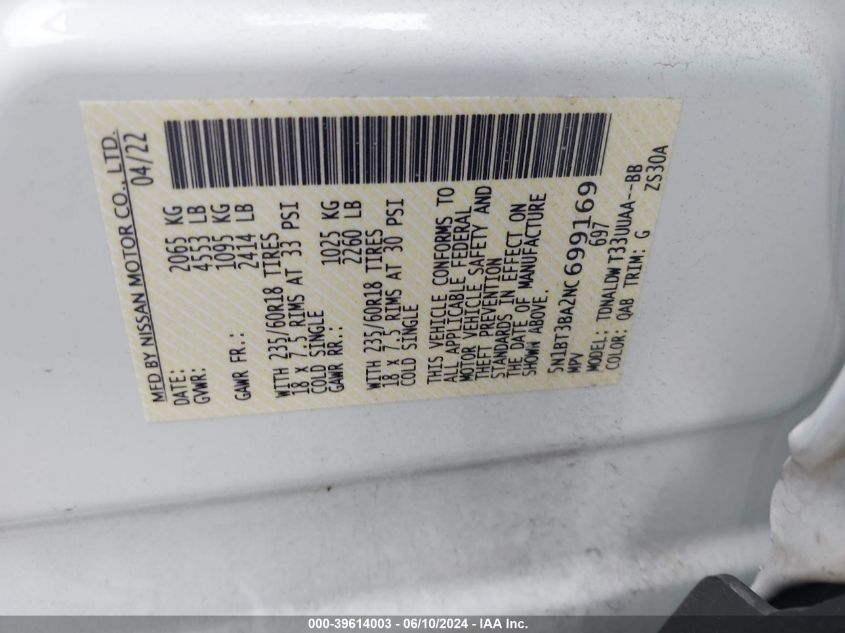 MFD BY NISSAN MOTOR CO., LTD.
DATE: 04/22
GVWR: 2065 KG
4553 LB
GAWR FR.: 1095 KG
2414 LB
WITH 235/60R18 TIRES
18 X 7.5 RIMS AT 33 PSI
COLD SINGLE
GAWR RR.: 1025 KG
2260 LB
WITH 235/60R18 TIRES
18 X 7.5 RIMS AT 30 PSI
COLD SINGLE
THIS VEHICLE CONFORMS TO
ALL APPLICABLE FEDERAL
MOTOR VEHICLE SAFETY AND
THEFT PREVENTION
STANDARDS IN EFFECT ON
THE DATE OF MANUFACTURE
SHOWN ABOVE.
5N1BT3BA2NC699169
MPV 697
MODEL: TDNALDW T33UUAA--BB
COLOR: QAB TRIM: G ZS30A
000-39614003 - 06/10/2024 - IAA Inc.